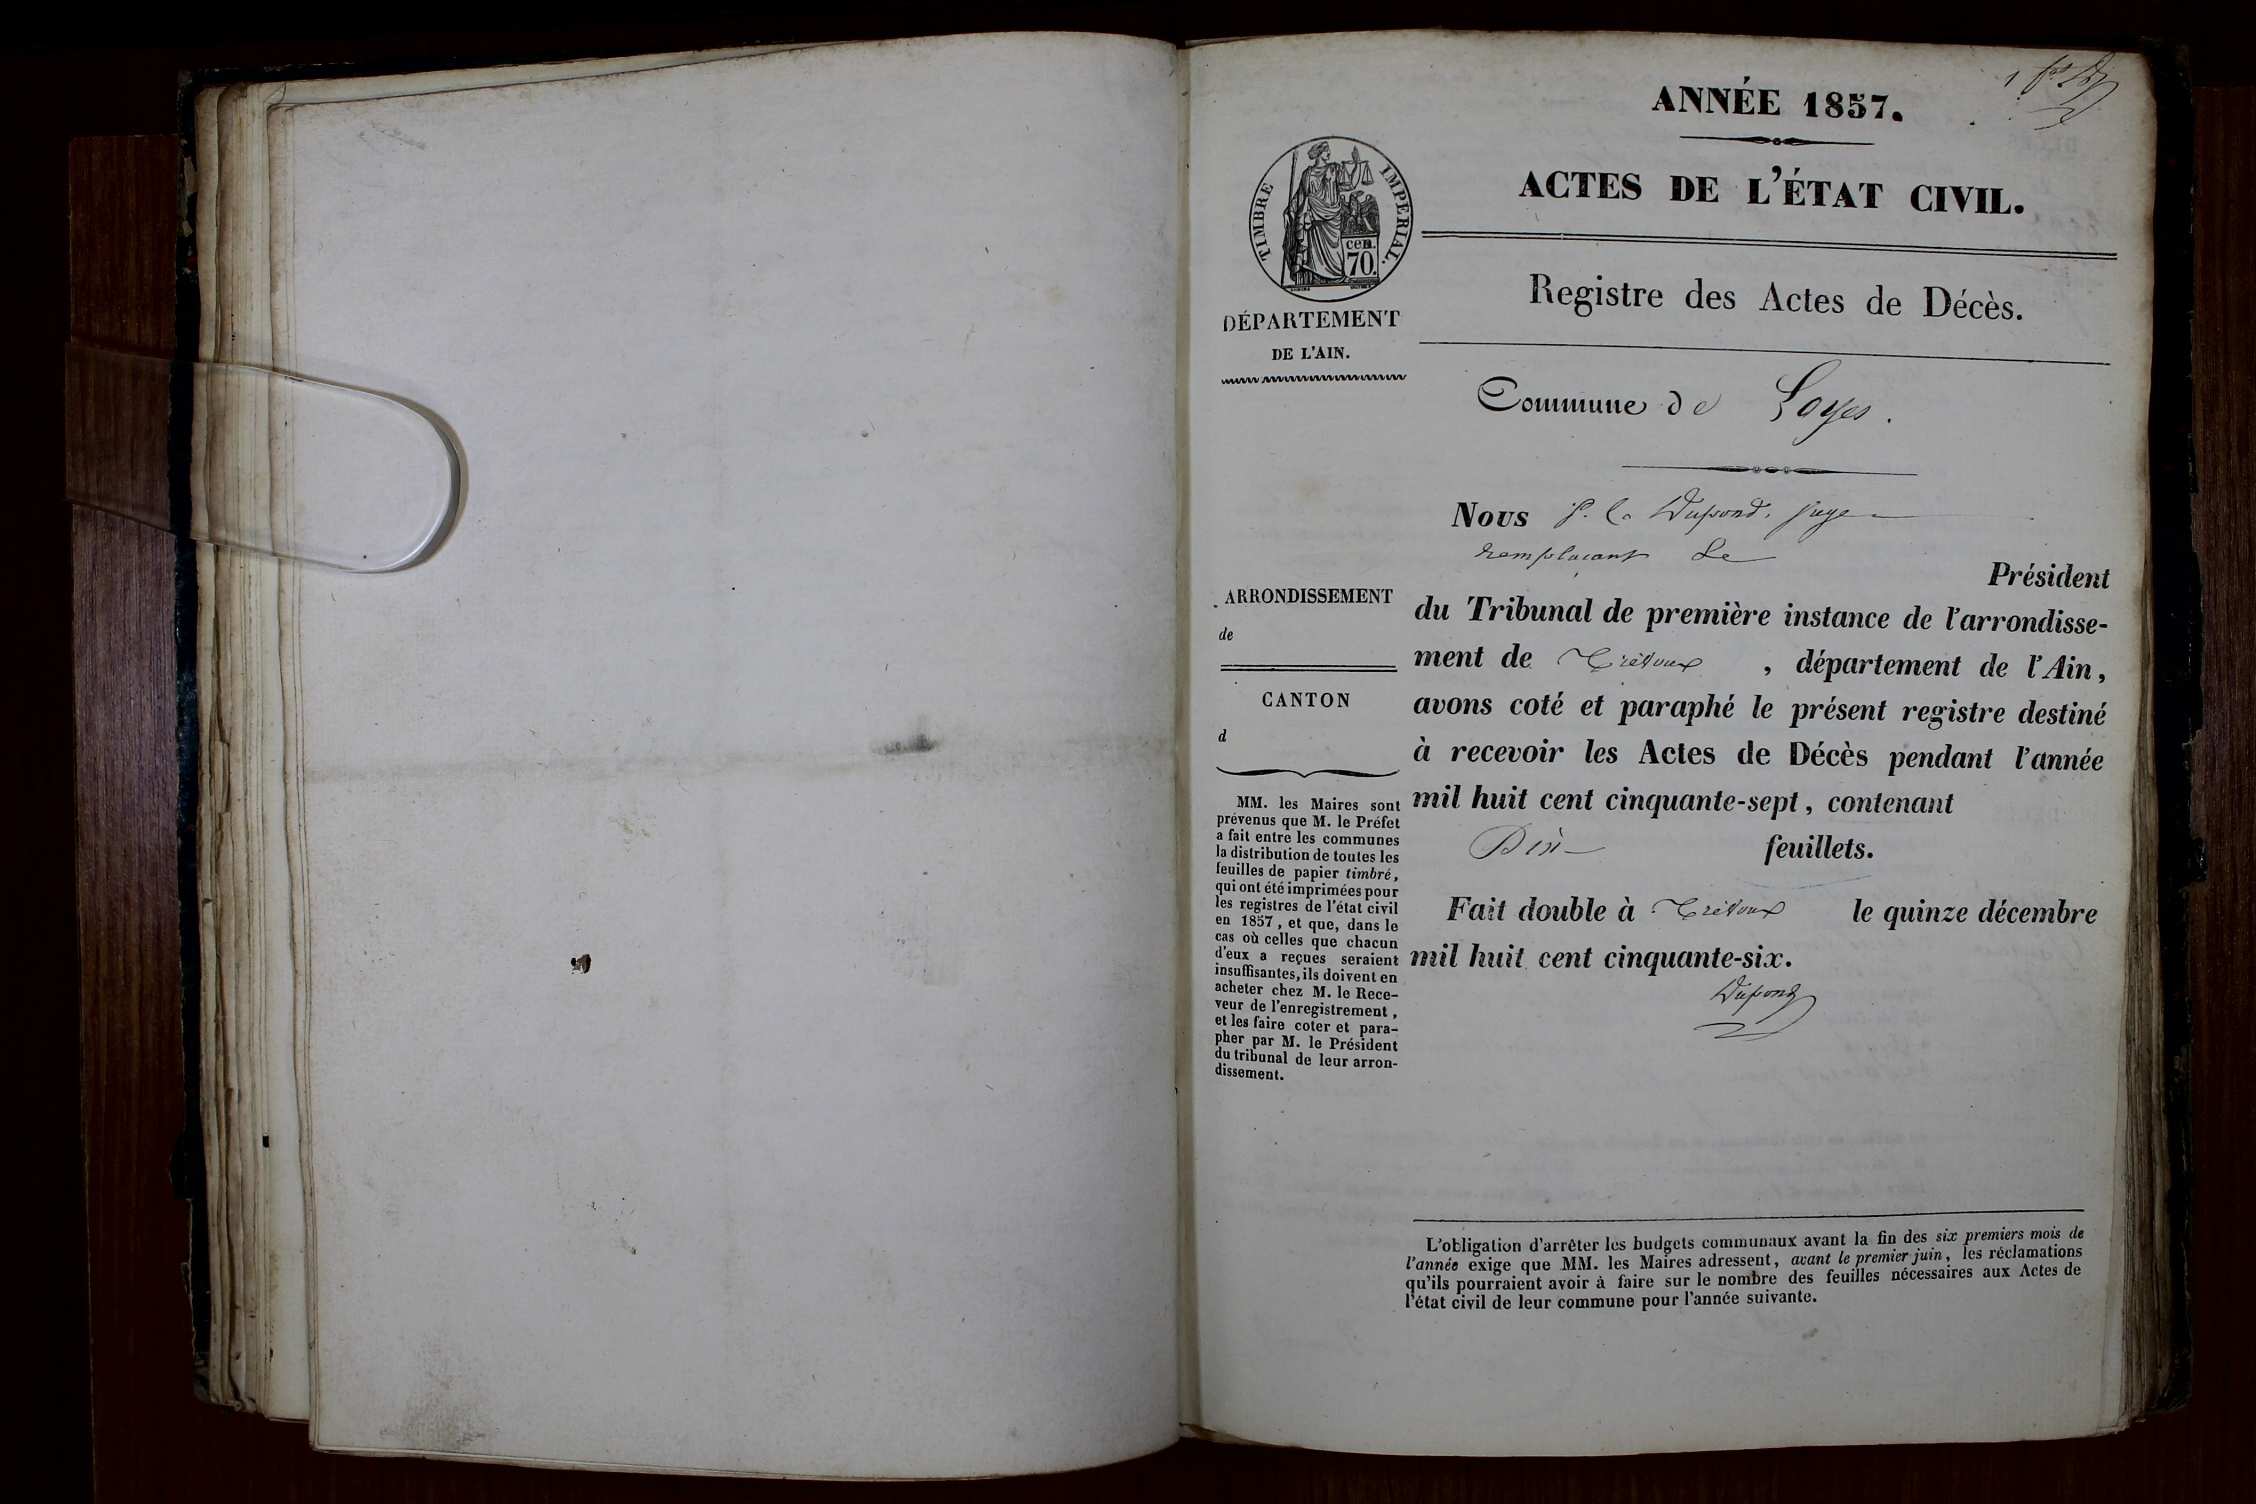 1 f.et
ANNÉE 1857.
ACTES DE L'ÉTAT CIVIL.
TIMBRE IMPERIAL.
cen.
70.
DÉPARTEMENT
DE L'AIN.
Registre des Actes de Décès.
Commune de Loyes.
Nous J. C. Dupond, juge
remplaçant le
Président
du Tribunal de première instance de l'arrondisse-
ment de Trévoux , département de l'Ain,
avons coté et paraphé le présent registre destiné
à recevoir les Actes de Décès pendant l'année
mil huit cent cinquante-sept, contenant
Dix feuillets.
Fait double à Trévoux le quinze décembre
mil huit cent cinquante-six.
Dupond
ARRONDISSEMENT
de
CANTON
d
MM. les Maires sont
prévenus que M. le Préfet
a fait entre les communes
la distribution de toutes les
feuilles de papier timbré,
qui ont été imprimées pour
les registres de l'état civil
en 1857, et que, dans le
cas où celles que chacun
d'eux a reçues seraient
insuffisantes, ils doivent en
acheter chez M. le Rece-
veur de l'enregistrement,
et les faire coter et para-
pher par M. le Président
du tribunal de leur arron-
dissement.
L'obligation d'arrêter les budgets communaux avant la fin des six premiers mois de
l'année exige que MM. les Maires adressent, avant le premier juin, les réclamations
qu'ils pourraient avoir à faire sur le nombre des feuilles nécessaires aux Actes de
l'état civil de leur commune pour l'année suivante.